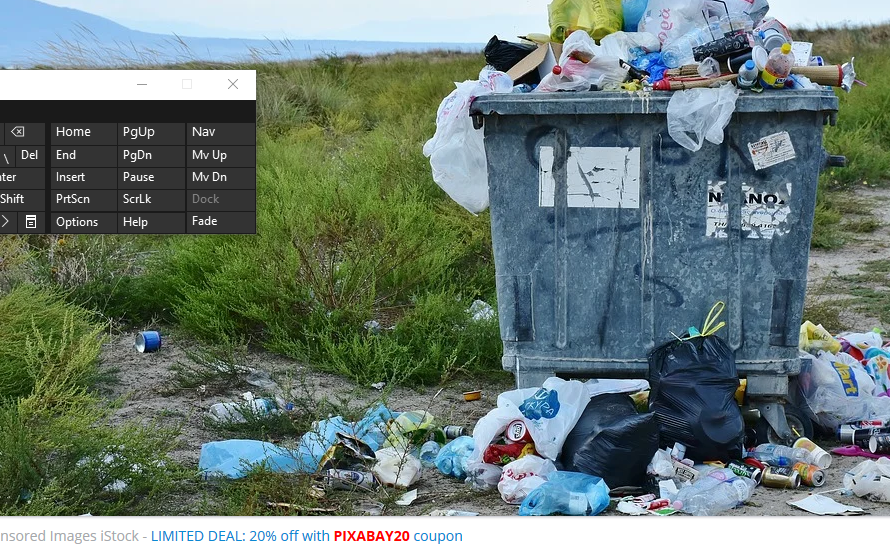 Home PgUp Nav
\ Del End PgDn Mv Up
ter Insert Pause Mv Dn
Shift PrtScn ScrLk Dock
Options Help Fade
nsored Images iStock - LIMITED DEAL: 20% off with PIXABAY20 coupon